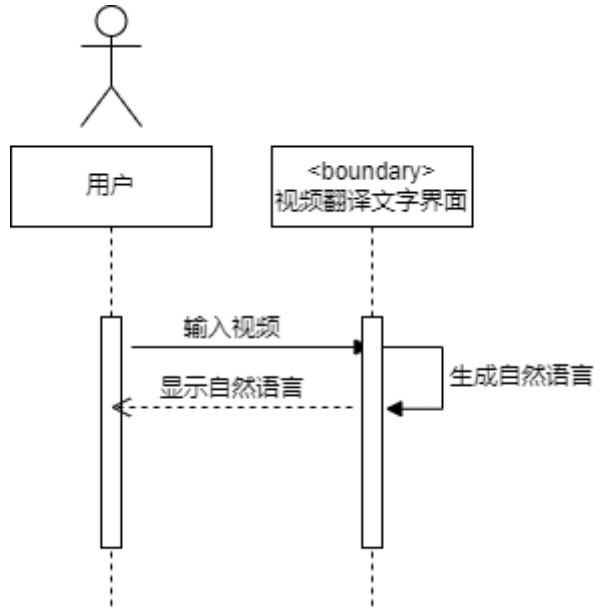 用户
<boundary>
视频翻译文字界面
输入视频
生成自然语言
显示自然语言